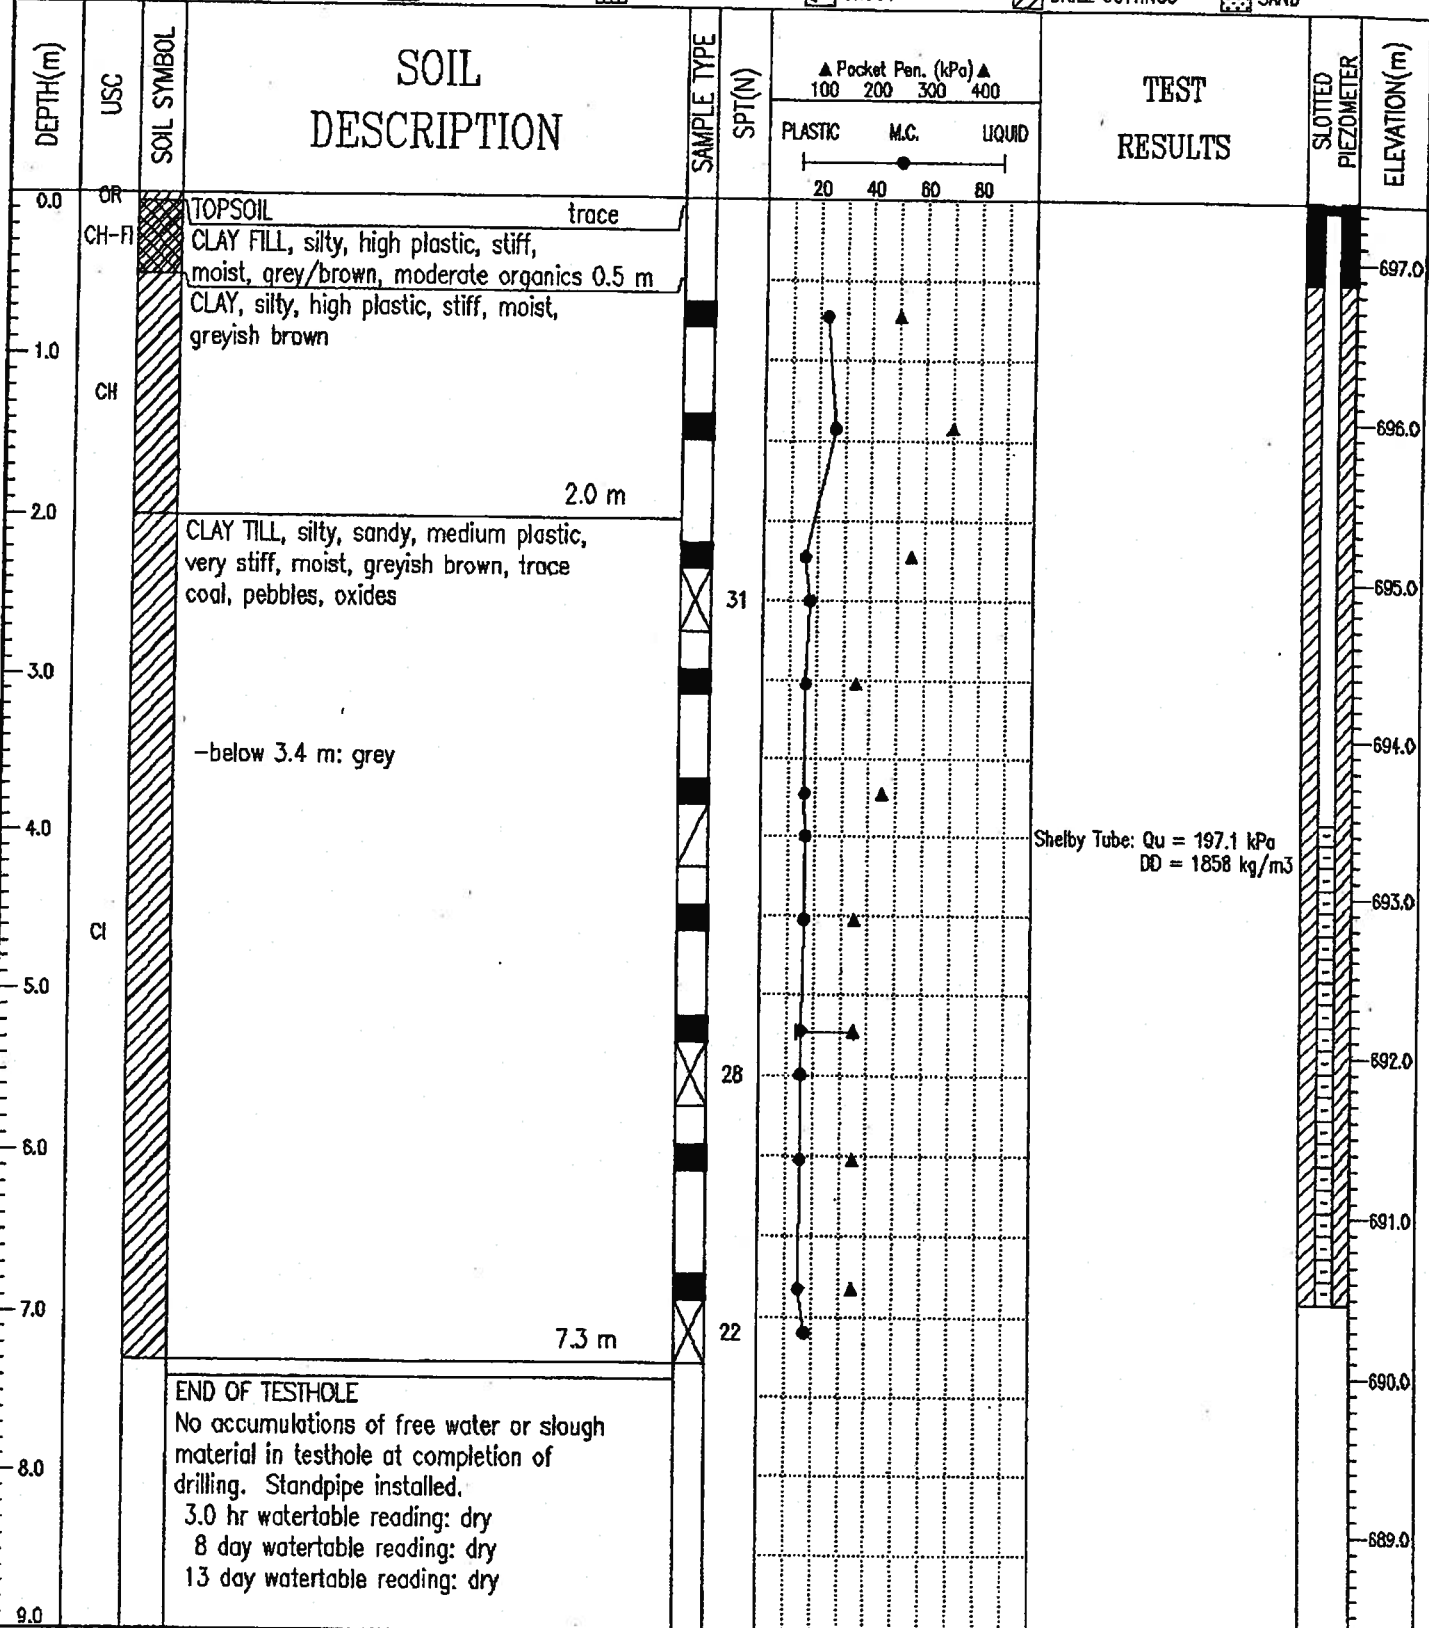 SAND
DEPTH(m)
USC
SOIL SYMBOL
SOIL
DESCRIPTION
SAMPLE TYPE
SPT(N)
▲ Pocket Pen. (kPa) ▲
100 200 300 400
PLASTIC M.C. LIQUID
20 40 60 80
TEST
RESULTS
SLOTTED
PIEZOMETER
ELEVATION(m)
0.0
OR
TOPSOIL trace
CH-FI
CLAY FILL, silty, high plastic, stiff,
moist, grey/brown, moderate organics 0.5 m
697.0
CLAY, silty, high plastic, stiff, moist,
greyish brown
1.0
CH
696.0
2.0 m
2.0
CLAY TILL, silty, sandy, medium plastic,
very stiff, moist, greyish brown, trace
coal, pebbles, oxides
31
695.0
3.0
-below 3.4 m: grey
694.0
4.0
Shelby Tube: Qu = 197.1 kPa
DD = 1858 kg/m3
693.0
CI
5.0
692.0
28
6.0
691.0
7.0
7.3 m
22
END OF TESTHOLE
690.0
No accumulations of free water or slough
material in testhole at completion of
drilling. Standpipe installed.
8.0
3.0 hr watertable reading: dry
8 day watertable reading: dry
689.0
13 day watertable reading: dry
9.0